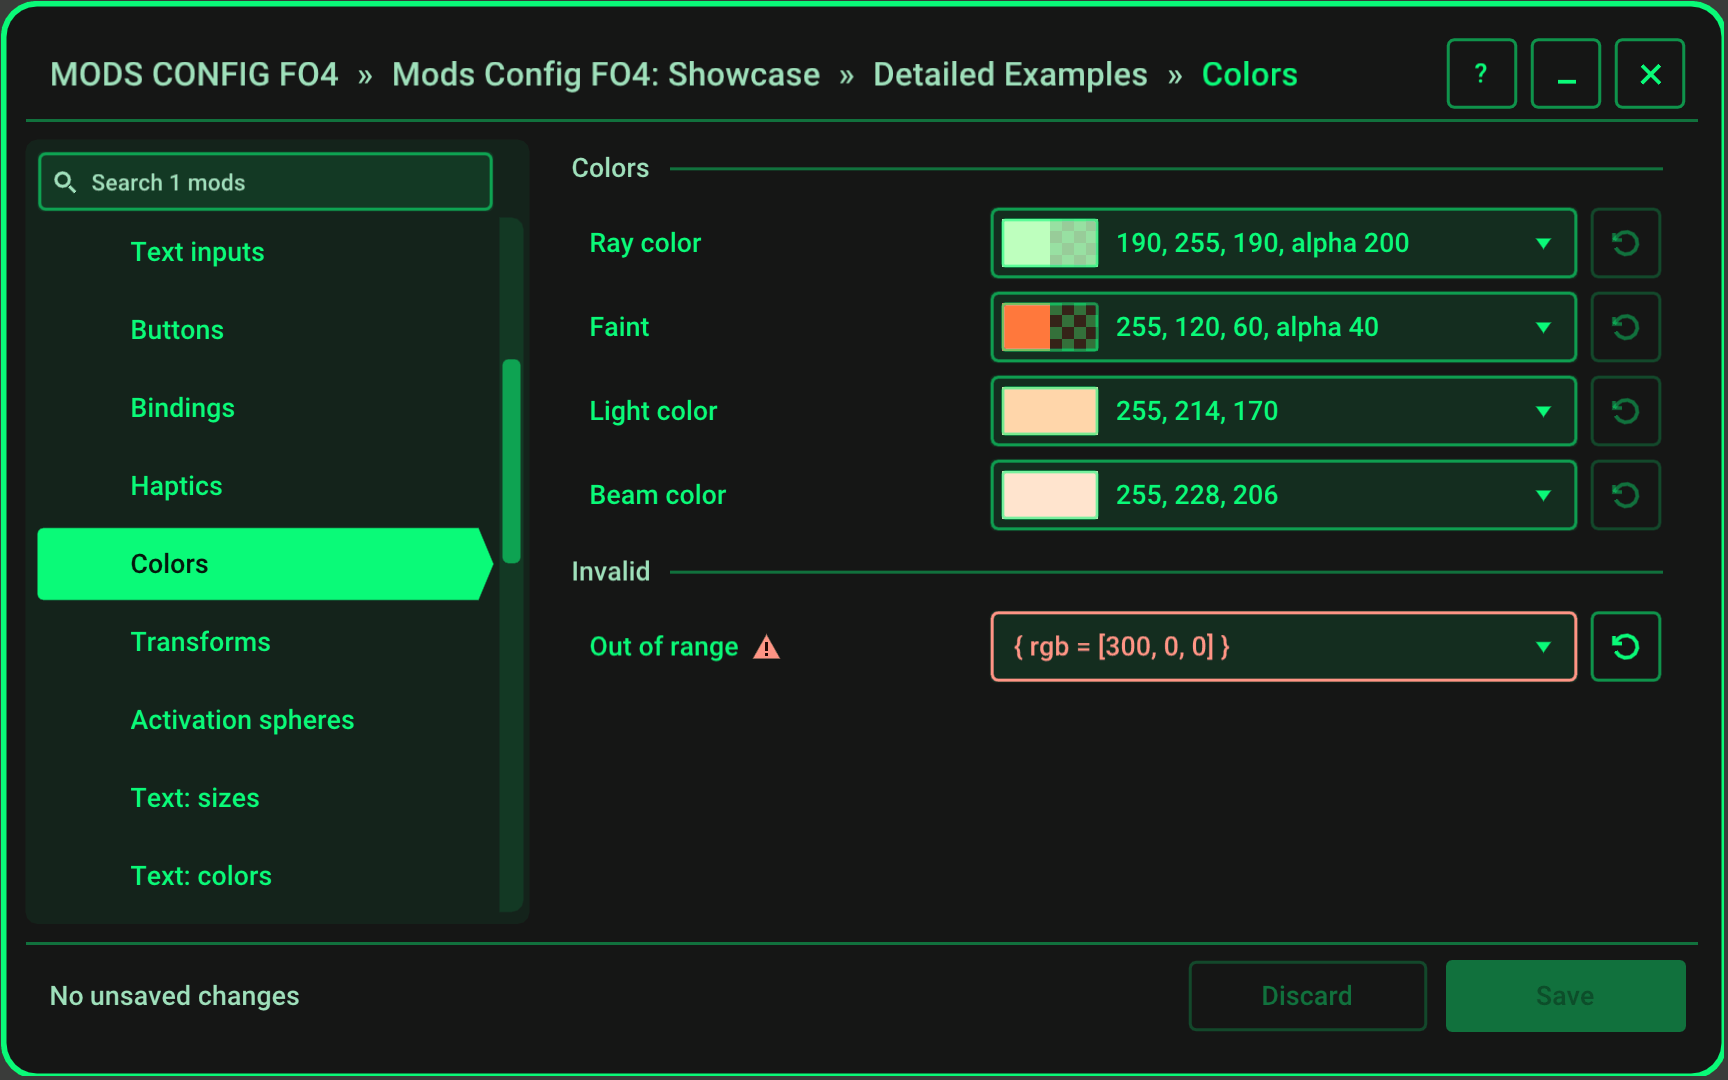 MODS CONFIG FO4 » Mods Config FO4: Showcase » Detailed Examples » Colors
?
Search 1 mods
Text inputs
Buttons
Bindings
Haptics
Colors
Transforms
Activation spheres
Text: sizes
Text: colors
Colors
Ray color 190, 255, 190, alpha 200
Faint 255, 120, 60, alpha 40
Light color 255, 214, 170
Beam color 255, 228, 206
Invalid
Out of range { rgb = [300, 0, 0] }
No unsaved changes
Discard
Save